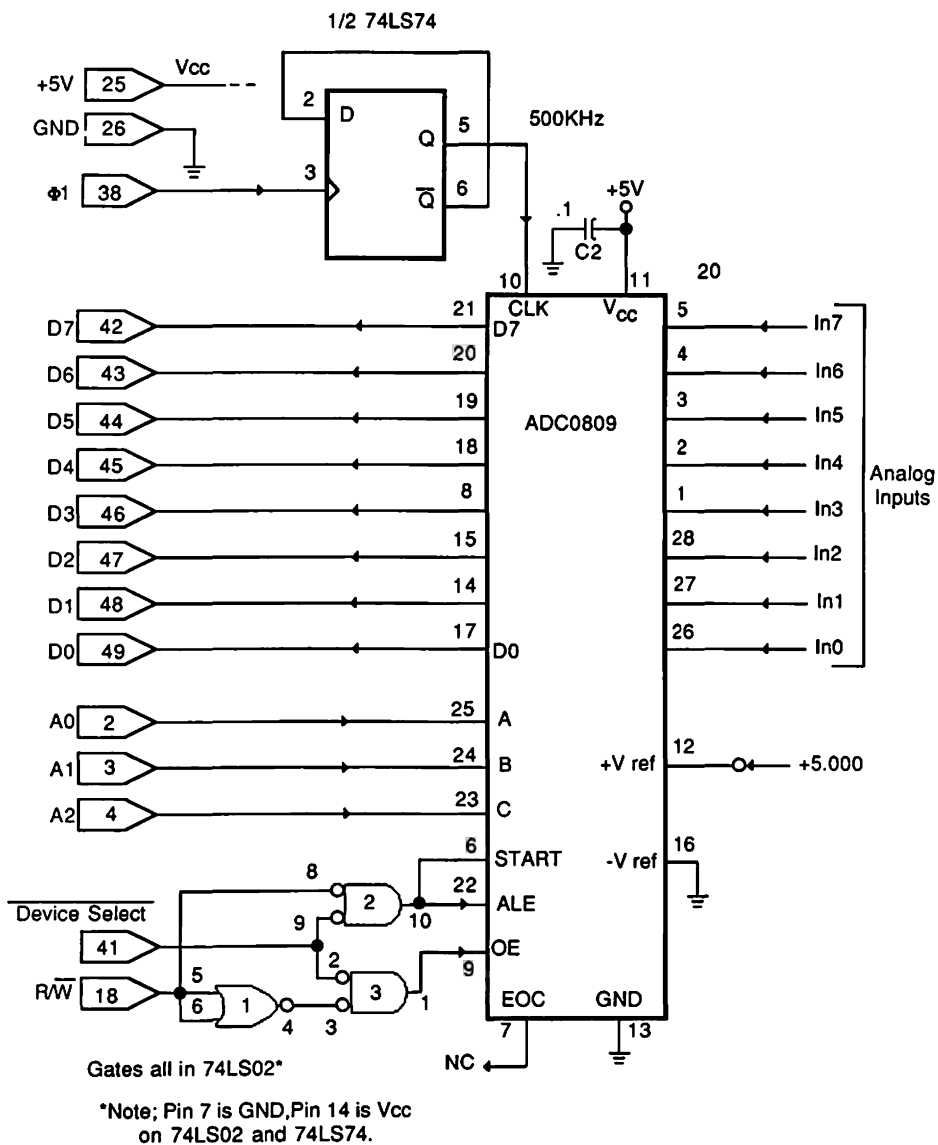 1/2 74LS74
+5V 25 Vcc
GND 26
Φ1 38
2 D
3
Q 5
Q̅ 6
500KHz
+5V
.1
C2
10 CLK
11 VCC
20
ADC0809
D7 42 21 D7
D6 43 20
D5 44 19
D4 45 18
D3 46 8
D2 47 15
D1 48 14
D0 49 17 D0
5 In7
4 In6
3 In5
2 In4
1 In3
28 In2
27 In1
26 In0
Analog
Inputs
A0 2 25 A
A1 3 24 B
A2 4 23 C
+V ref 12 +5.000
-V ref 16
6 START
22 ALE
9 OE
8
9 2 10
Device Select
41
R/W̅ 18
5
6 1 4
2
3 3 1
EOC 7
GND 13
NC
Gates all in 74LS02*
*Note; Pin 7 is GND,Pin 14 is Vcc
on 74LS02 and 74LS74.